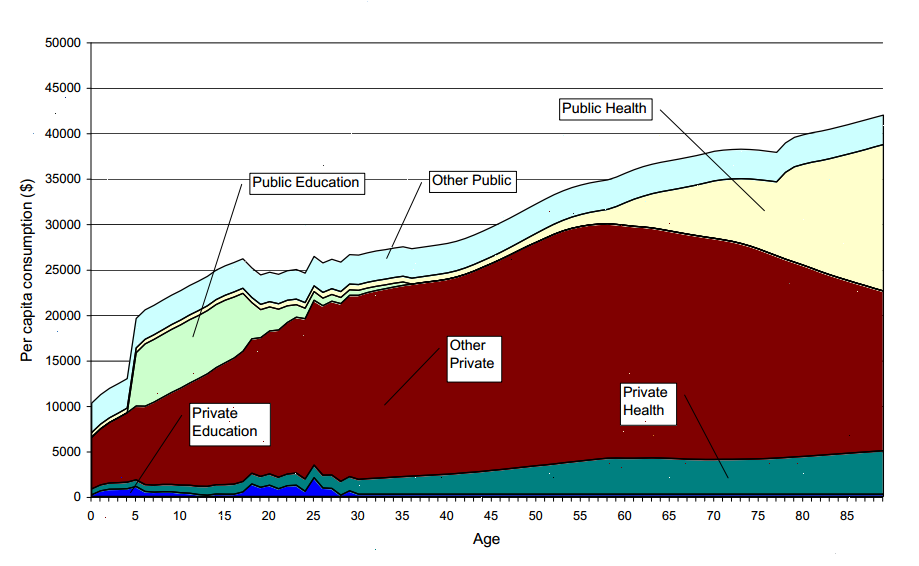 50000
45000
40000
35000
30000
25000
20000
15000
10000
5000
0
Per capita consumption ($)
Public Health
Public Education
Other Public
Other
Private
Private
Health
Private
Education
0 5 10 15 20 25 30 35 40 45 50 55 60 65 70 75 80 85
Age